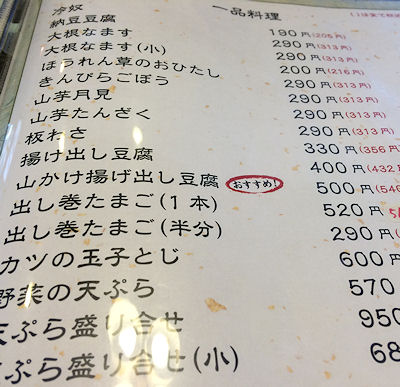 一品料理
冷奴 190円(205円)
納豆豆腐 290円(313円)
大根なます 290円(313円)
大根なます(小) 200円(216円)
ほうれん草のおひたし 290円(313円)
きんぴらごぼう 290円(313円)
山芋月見 290円(313円)
山芋たんざく 290円(313円)
板わさ 330円(356円)
揚げ出し豆腐 400円(432
山かけ揚げ出し豆腐 おすすめ! 500円(540
出し巻たまご(1本) 520円
出し巻たまご(半分) 290円(
カツの玉子とじ 600円
野菜の天ぷら 570
天ぷら盛り合せ 950
ぷら盛り合せ(小) 68